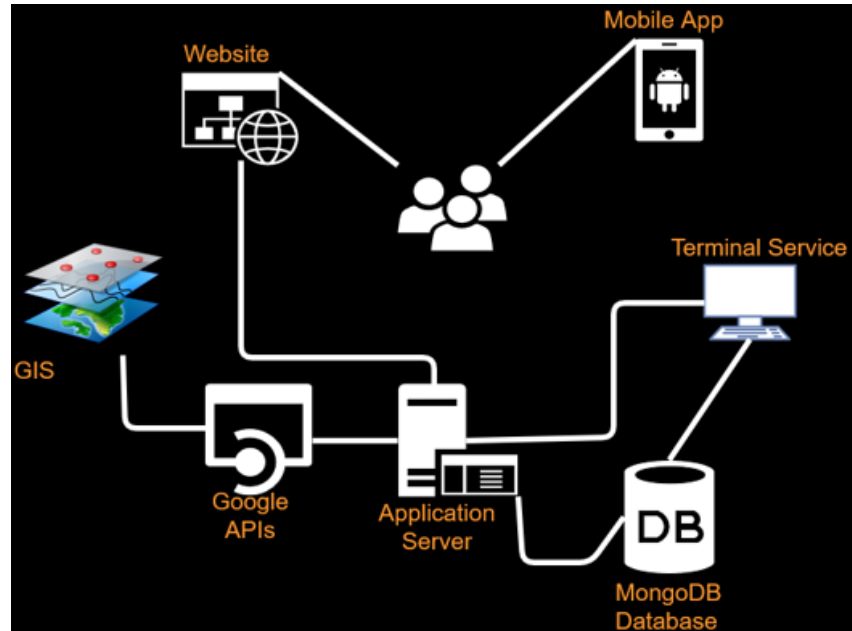 Mobile App
Website
Terminal Service
GIS
Google
APIs
Application
Server
DB
MongoDB
Database